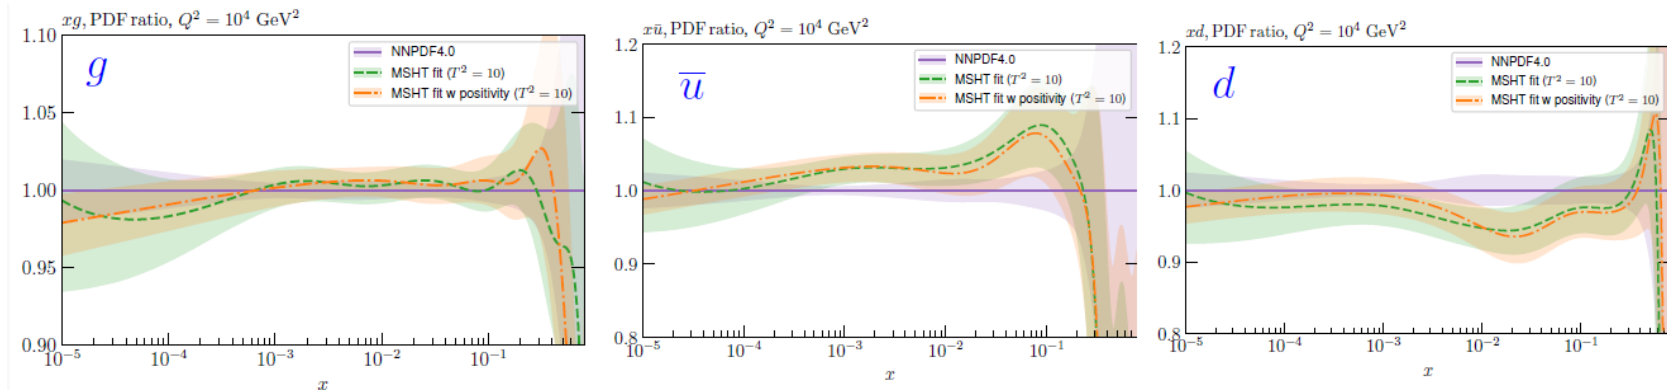 xg, PDF ratio, Q² = 10⁴ GeV²
1.10
1.05
1.00
0.95
0.90
g
NNPDF4.0
MSHT fit (T² = 10)
MSHT fit w positivity (T² = 10)
10⁻⁵ 10⁻⁴ 10⁻³ 10⁻² 10⁻¹
x
xū, PDF ratio, Q² = 10⁴ GeV²
1.2
1.1
1.0
0.9
0.8
ū
NNPDF4.0
MSHT fit (T² = 10)
MSHT fit w positivity (T² = 10)
10⁻⁵ 10⁻⁴ 10⁻³ 10⁻² 10⁻¹
x
xd, PDF ratio, Q² = 10⁴ GeV²
1.2
1.1
1.0
0.9
0.8
d
NNPDF4.0
MSHT fit (T² = 10)
MSHT fit w positivity (T² = 10)
10⁻⁵ 10⁻⁴ 10⁻³ 10⁻² 10⁻¹
x